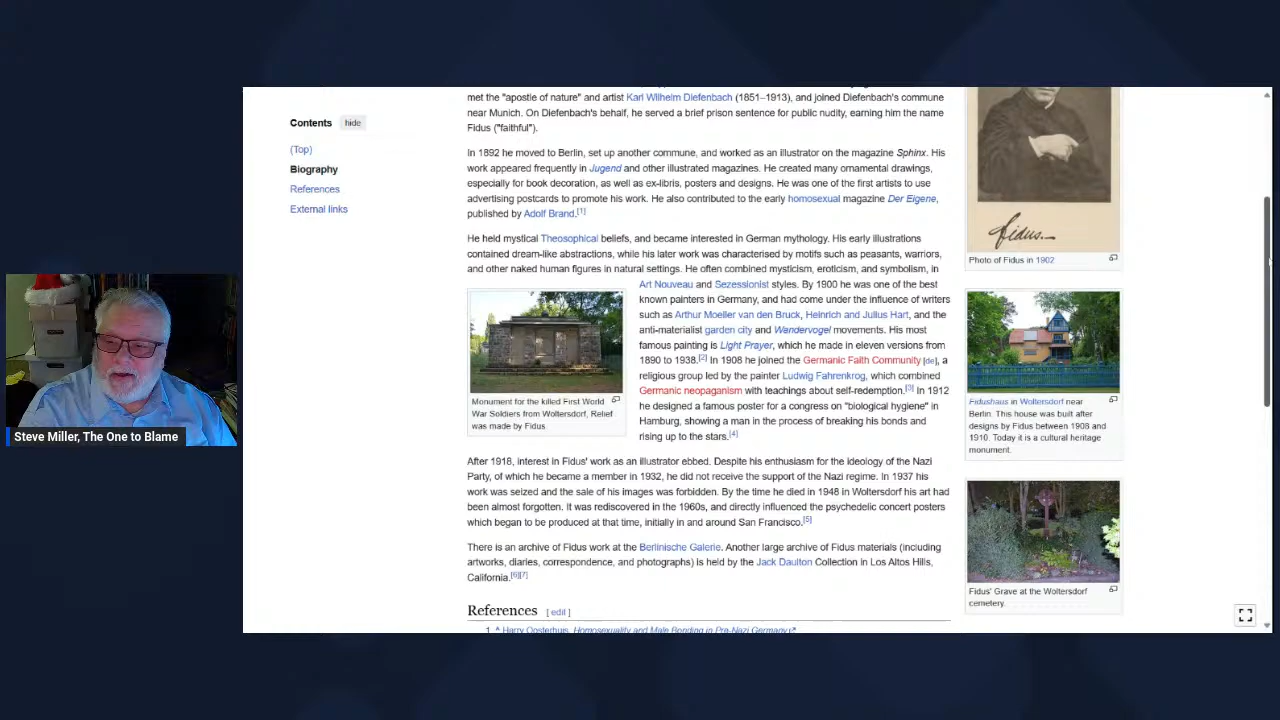 met the "apostle of nature" and artist Karl Wilhelm Diefenbach (1851–1913), and joined Diefenbach's commune
near Munich. On Diefenbach's behalf, he served a brief prison sentence for public nudity, earning him the name
Fidus ("faithful").
Contents hide
(Top)
Biography
References
External links
In 1892 he moved to Berlin, set up another commune, and worked as an illustrator on the magazine Sphinx. His
work appeared frequently in Jugend and other illustrated magazines. He created many ornamental drawings,
especially for book decoration, as well as ex-libris, posters and designs. He was one of the first artists to use
advertising postcards to promote his work. He also contributed to the early homosexual magazine Der Eigene,
published by Adolf Brand.[1]
He held mystical Theosophical beliefs, and became interested in German mythology. His early illustrations
contained dream-like abstractions, while his later work was characterised by motifs such as peasants, warriors,
and other naked human figures in natural settings. He often combined mysticism, eroticism, and symbolism, in
Art Nouveau and Sezessionist styles. By 1900 he was one of the best
known painters in Germany, and had come under the influence of writers
such as Arthur Moeller van den Bruck, Heinrich and Julius Hart, and the
anti-materialist garden city and Wandervogel movements. His most
famous painting is Light Prayer, which he made in eleven versions from
1890 to 1938.[2] In 1908 he joined the Germanic Faith Community [de], a
religious group led by the painter Ludwig Fahrenkrog, which combined
Germanic neopaganism with teachings about self-redemption.[3] In 1912
he designed a famous poster for a congress on "biological hygiene" in
Hamburg, showing a man in the process of breaking his bonds and
rising up to the stars.[4]
Monument for the killed First World
War Soldiers from Woltersdorf, Relief
was made by Fidus.
After 1918, interest in Fidus' work as an illustrator ebbed. Despite his enthusiasm for the ideology of the Nazi
Party, of which he became a member in 1932, he did not receive the support of the Nazi regime. In 1937 his
work was seized and the sale of his images was forbidden. By the time he died in 1948 in Woltersdorf his art had
been almost forgotten. It was rediscovered in the 1960s, and directly influenced the psychedelic concert posters
which began to be produced at that time, initially in and around San Francisco.[5]
There is an archive of Fidus work at the Berlinische Galerie. Another large archive of Fidus materials (including
artworks, diaries, correspondence, and photographs) is held by the Jack Daulton Collection in Los Altos Hills,
California.[6][7]
References [ edit ]
1. ^ Harry Oosterhuis, Homosexuality and Male Bonding in Pre-Nazi Germany
Fidus.
Photo of Fidus in 1902
Fidushaus in Woltersdorf near
Berlin. This house was built after
designs by Fidus between 1908 and
1910. Today it is a cultural heritage
monument.
Fidus' Grave at the Woltersdorf
cemetery.
Steve Miller, The One to Blame